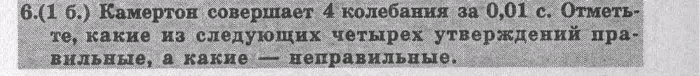 6.(1 б.) Камертон совершает 4 колебания за 0,01 с. Отметь-
те, какие из следующих четырех утверждений пра-
вильные, а какие — неправильные.